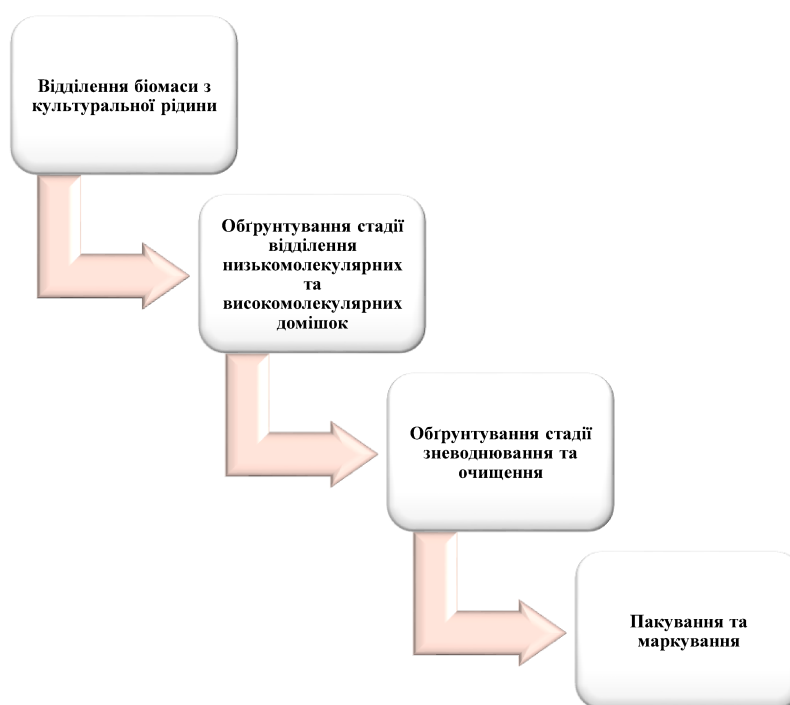 Відділення біомаси з
культуральної рідини
Обґрунтування стадії
відділення
низькомолекулярних
та
високомолекулярних
домішок
Обґрунтування стадії
зневоднювання та
очищення
Пакування та
маркування